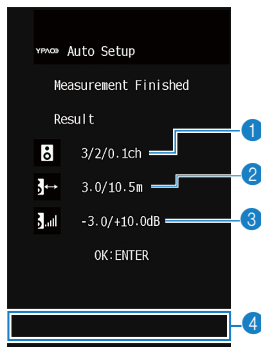 YPAO Auto Setup
Measurement Finished
Result
3/2/0.1ch
1
3.0/10.5m
2
-3.0/+10.0dB
3
OK:ENTER
4